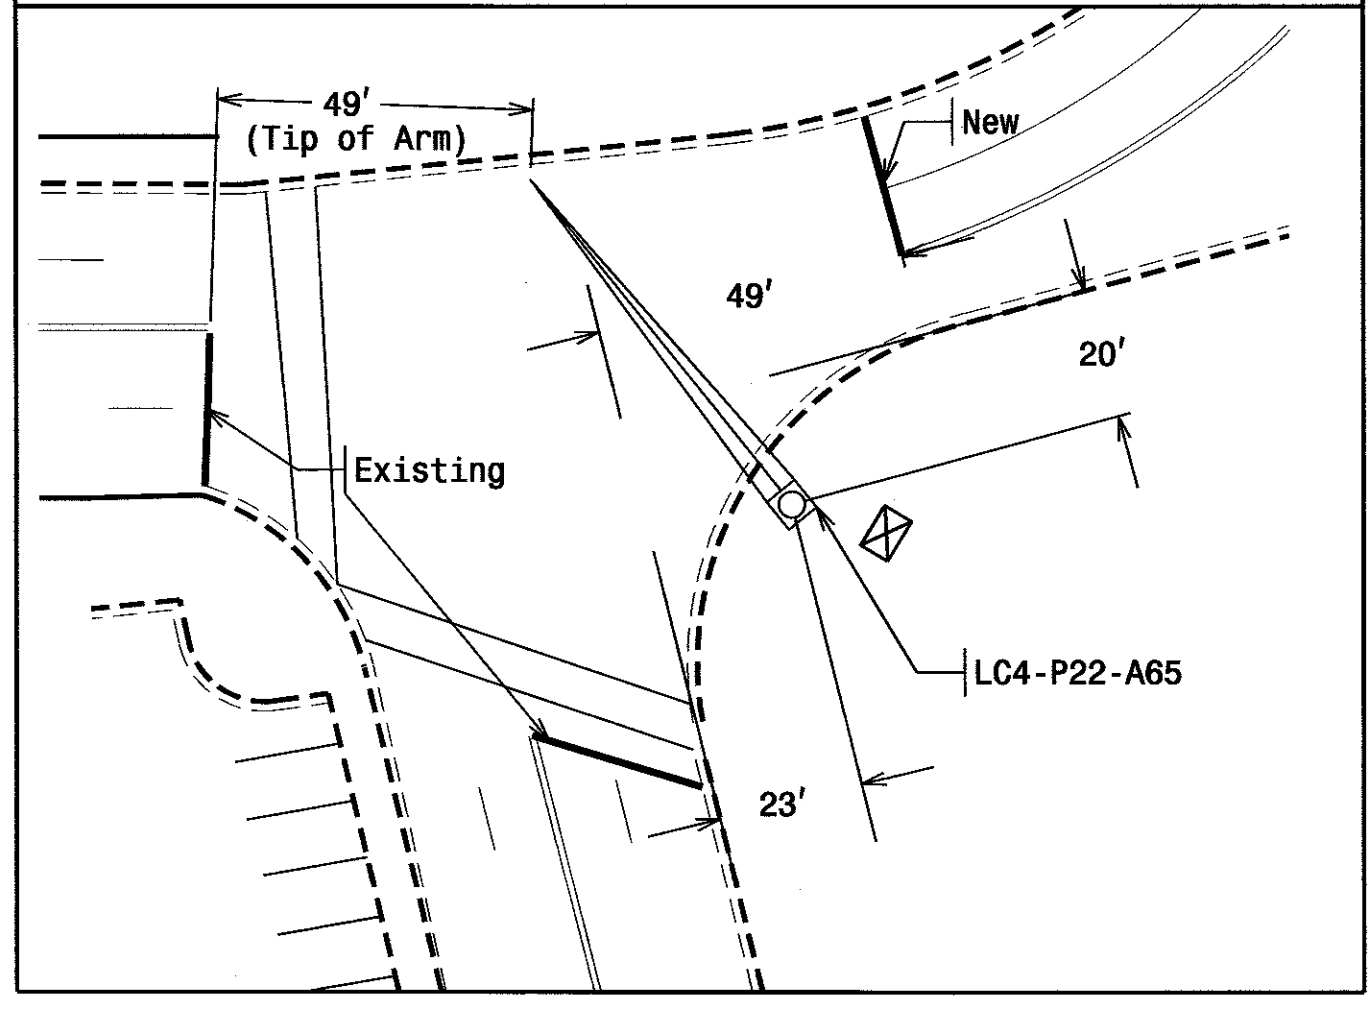 49'
(Tip of Arm)
New
49'
20'
Existing
LC4-P22-A65
23'